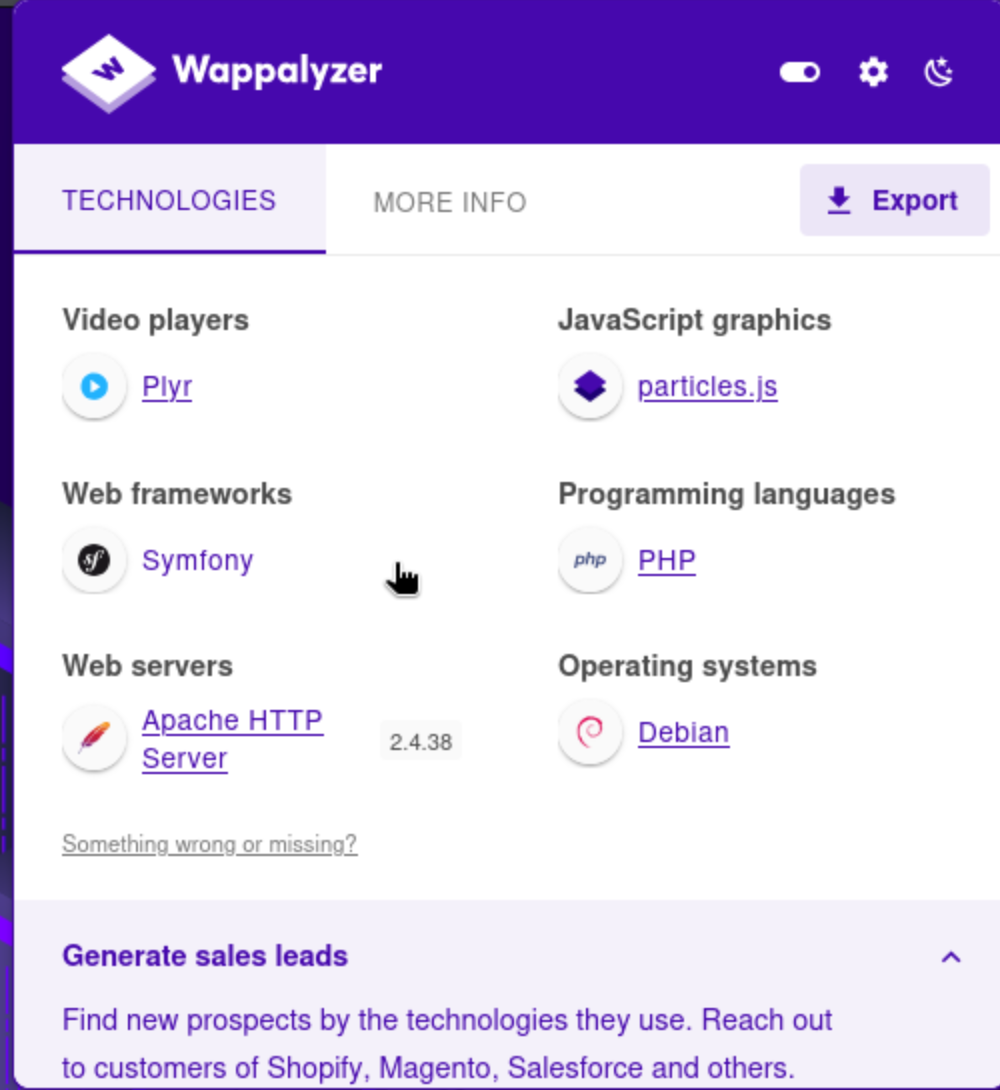 Wappalyzer
TECHNOLOGIES
MORE INFO
Export
Video players
Plyr
JavaScript graphics
particles.js
Web frameworks
Symfony
Programming languages
PHP
Web servers
Apache HTTP
Server
2.4.38
Operating systems
Debian
Something wrong or missing?
Generate sales leads
Find new prospects by the technologies they use. Reach out
to customers of Shopify, Magento, Salesforce and others.